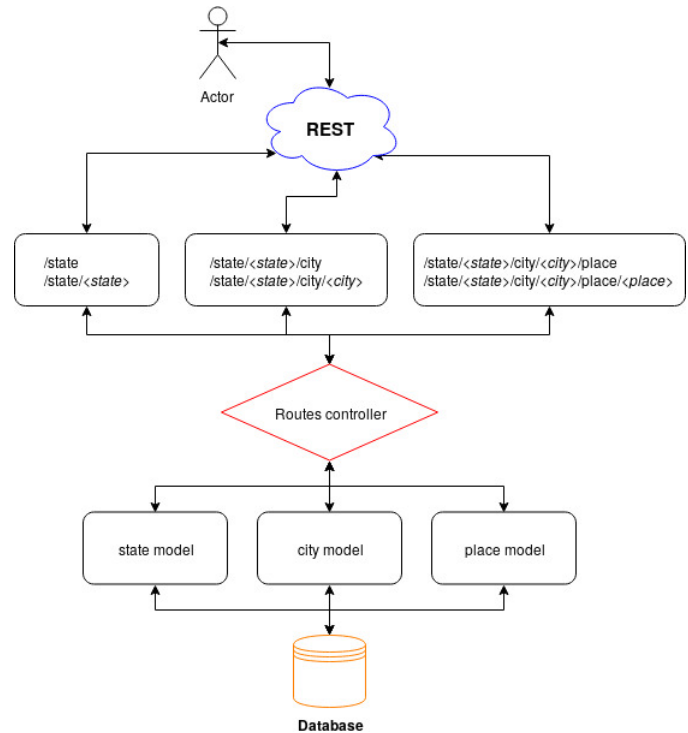 Actor
REST
/state
/state/<state>
/state/<state>/city
/state/<state>/city/<city>
/state/<state>/city/<city>/place
/state/<state>/city/<city>/place/<place>
Routes controller
state model
city model
place model
Database